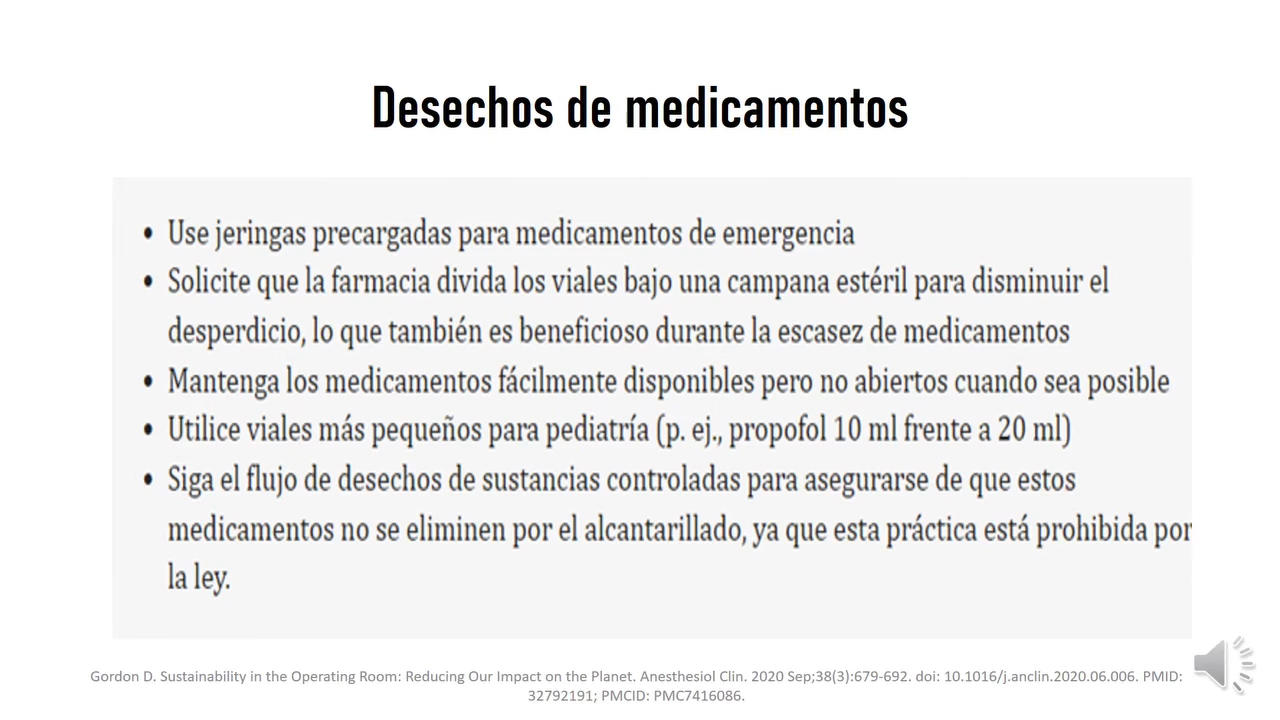 Desechos de medicamentos
• Use jeringas precargadas para medicamentos de emergencia
• Solicite que la farmacia divida los viales bajo una campana estéril para disminuir el
desperdicio, lo que también es beneficioso durante la escasez de medicamentos
• Mantenga los medicamentos fácilmente disponibles pero no abiertos cuando sea posible
• Utilice viales más pequeños para pediatría (p. ej., propofol 10 ml frente a 20 ml)
• Siga el flujo de desechos de sustancias controladas para asegurarse de que estos
medicamentos no se eliminen por el alcantarillado, ya que esta práctica está prohibida por
la ley.
Gordon D. Sustainability in the Operating Room: Reducing Our Impact on the Planet. Anesthesiol Clin. 2020 Sep;38(3):679-692. doi: 10.1016/j.anclin.2020.06.006. PMID:
32792191; PMCID: PMC7416086.